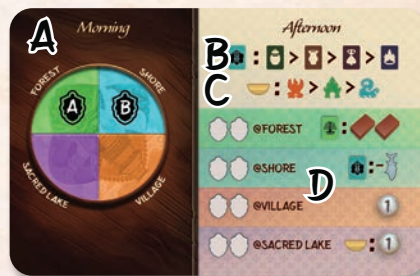 A
Morning
FOREST
SHORE
A
B
SACRED LAKE
VILLAGE
Afternoon
B : > > >
C : > >
@FOREST :
@SHORE : -
D
@VILLAGE 1
@SACRED LAKE : 1